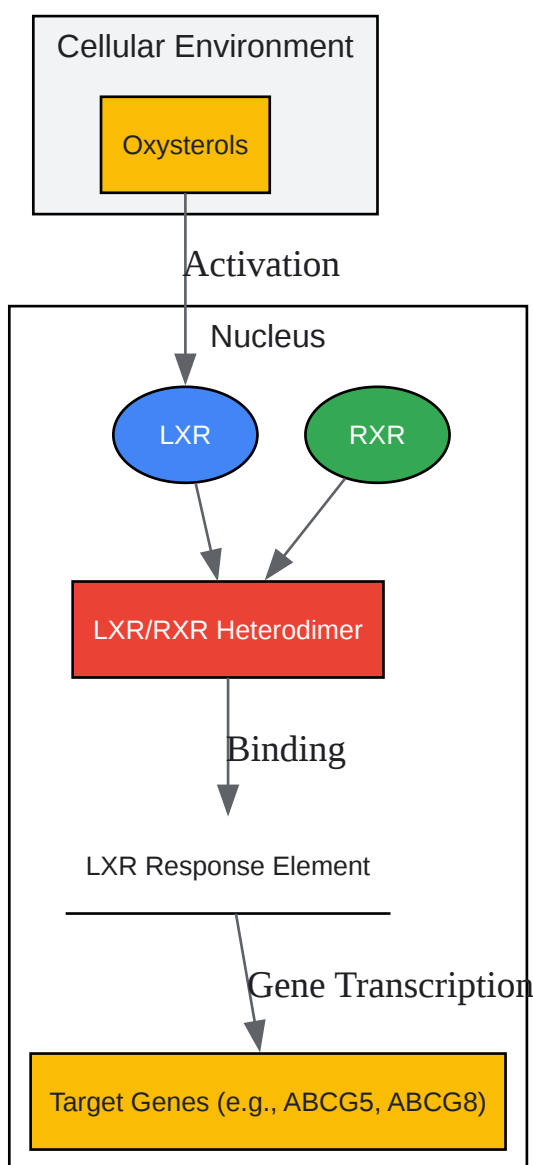 Cellular Environment
Oxysterols
Activation
Nucleus
LXR
RXR
LXR/RXR Heterodimer
Binding
LXR Response Element
Gene Transcription
Target Genes (e.g., ABCG5, ABCG8)